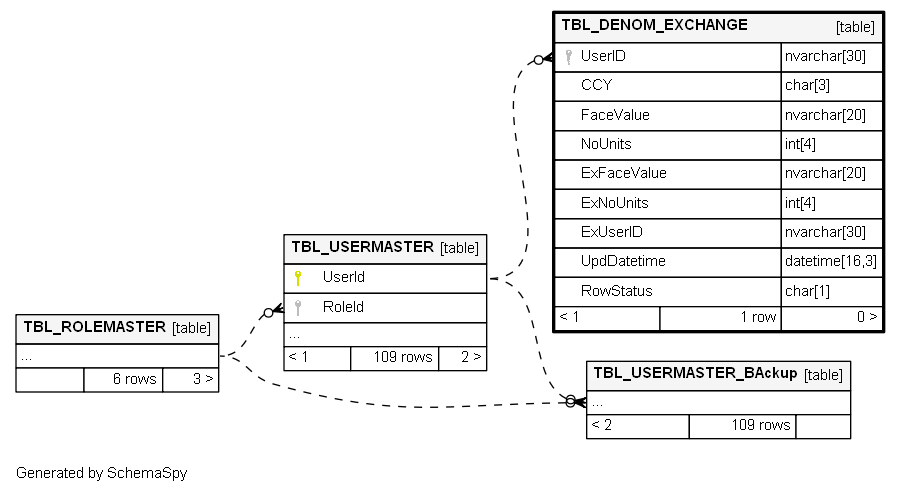 TBL_DENOM_EXCHANGE [table]
UserID nvarchar[30]
CCY char[3]
FaceValue nvarchar[20]
NoUnits int[4]
ExFaceValue nvarchar[20]
ExNoUnits int[4]
ExUserID nvarchar[30]
UpdDatetime datetime[16,3]
RowStatus char[1]
< 1 1 row 0 >
TBL_USERMASTER [table]
UserId
RoleId
...
< 1 109 rows 2 >
TBL_ROLEMASTER [table]
...
6 rows 3 >
TBL_USERMASTER_BAckup [table]
...
< 2 109 rows
Generated by SchemaSpy